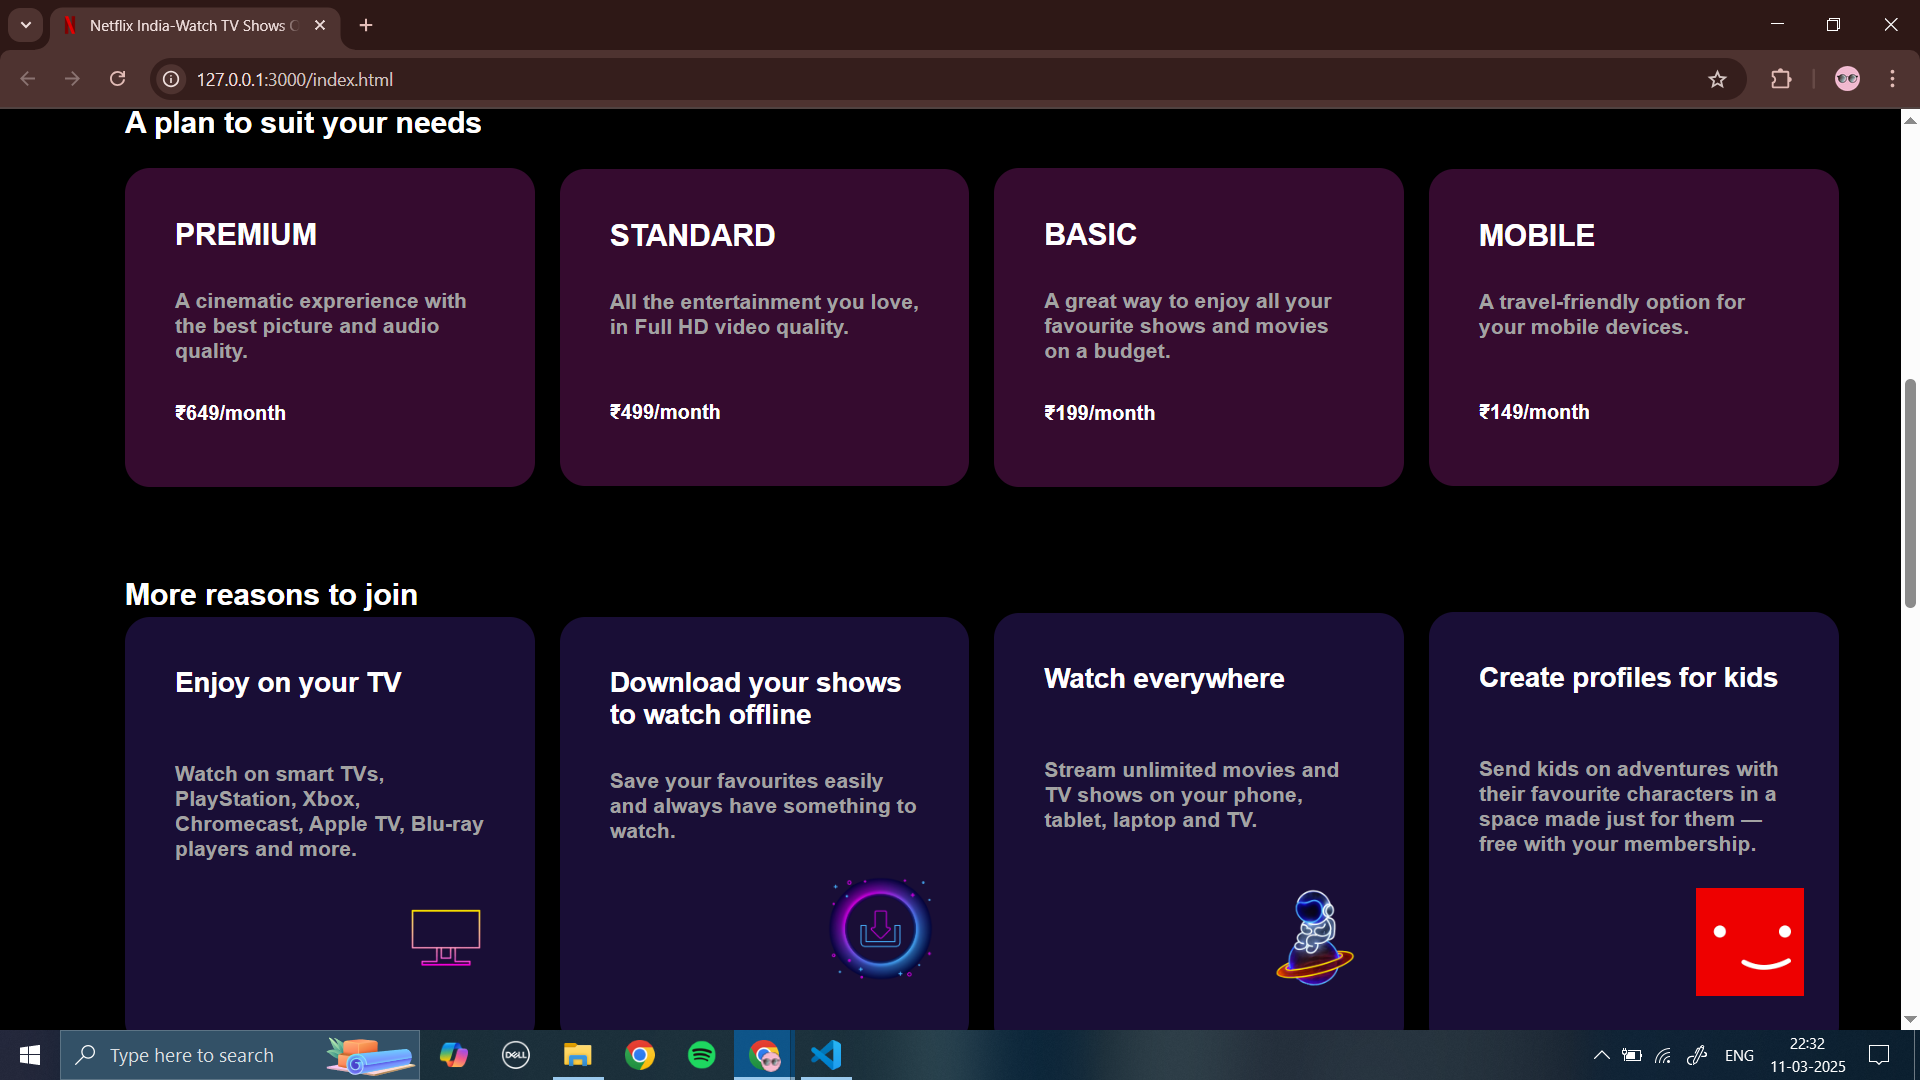 Netflix India-Watch TV Shows O
127.0.0.1:3000/index.html
A plan to suit your needs
PREMIUM
A cinematic exprerience with
the best picture and audio
quality.
₹649/month
STANDARD
All the entertainment you love,
in Full HD video quality.
₹499/month
BASIC
A great way to enjoy all your
favourite shows and movies
on a budget.
₹199/month
MOBILE
A travel-friendly option for
your mobile devices.
₹149/month
More reasons to join
Enjoy on your TV
Watch on smart TVs,
PlayStation, Xbox,
Chromecast, Apple TV, Blu-ray
players and more.
Download your shows
to watch offline
Save your favourites easily
and always have something to
watch.
Watch everywhere
Stream unlimited movies and
TV shows on your phone,
tablet, laptop and TV.
Create profiles for kids
Send kids on adventures with
their favourite characters in a
space made just for them —
free with your membership.
Type here to search
DELL
ENG
22:32
11-03-2025